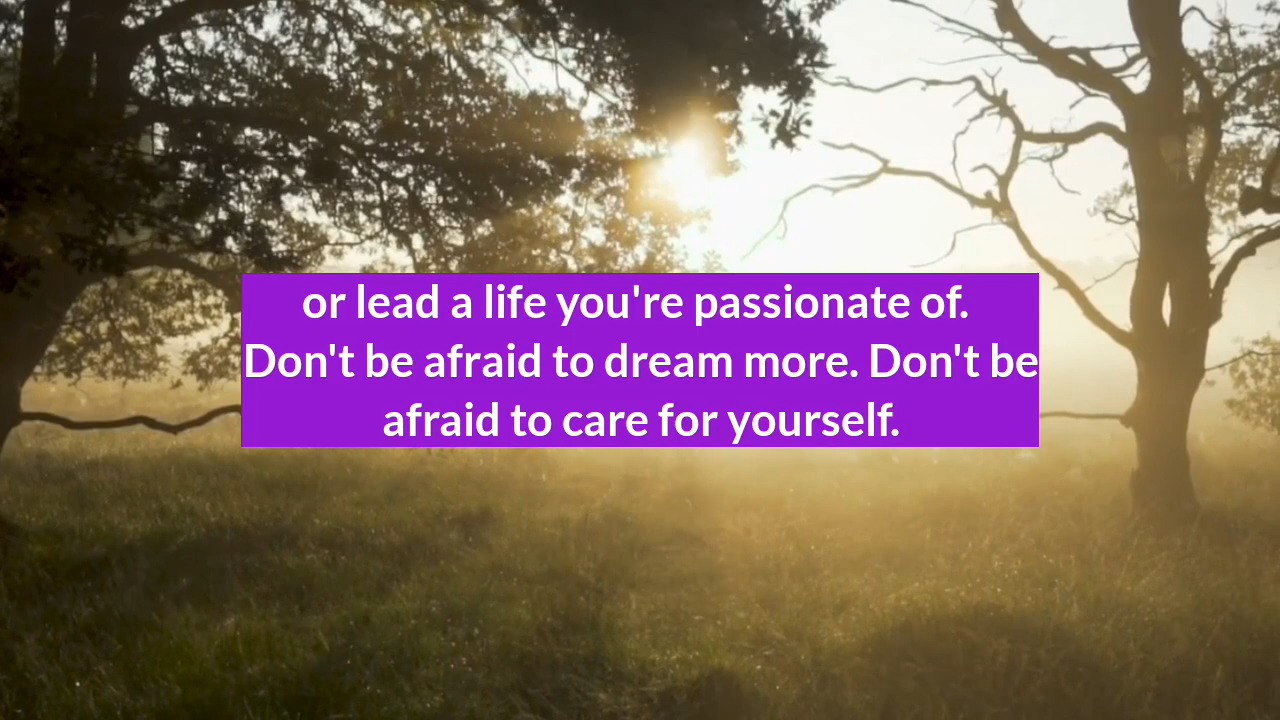 or lead a life you're passionate of.
Don't be afraid to dream more. Don't be
afraid to care for yourself.